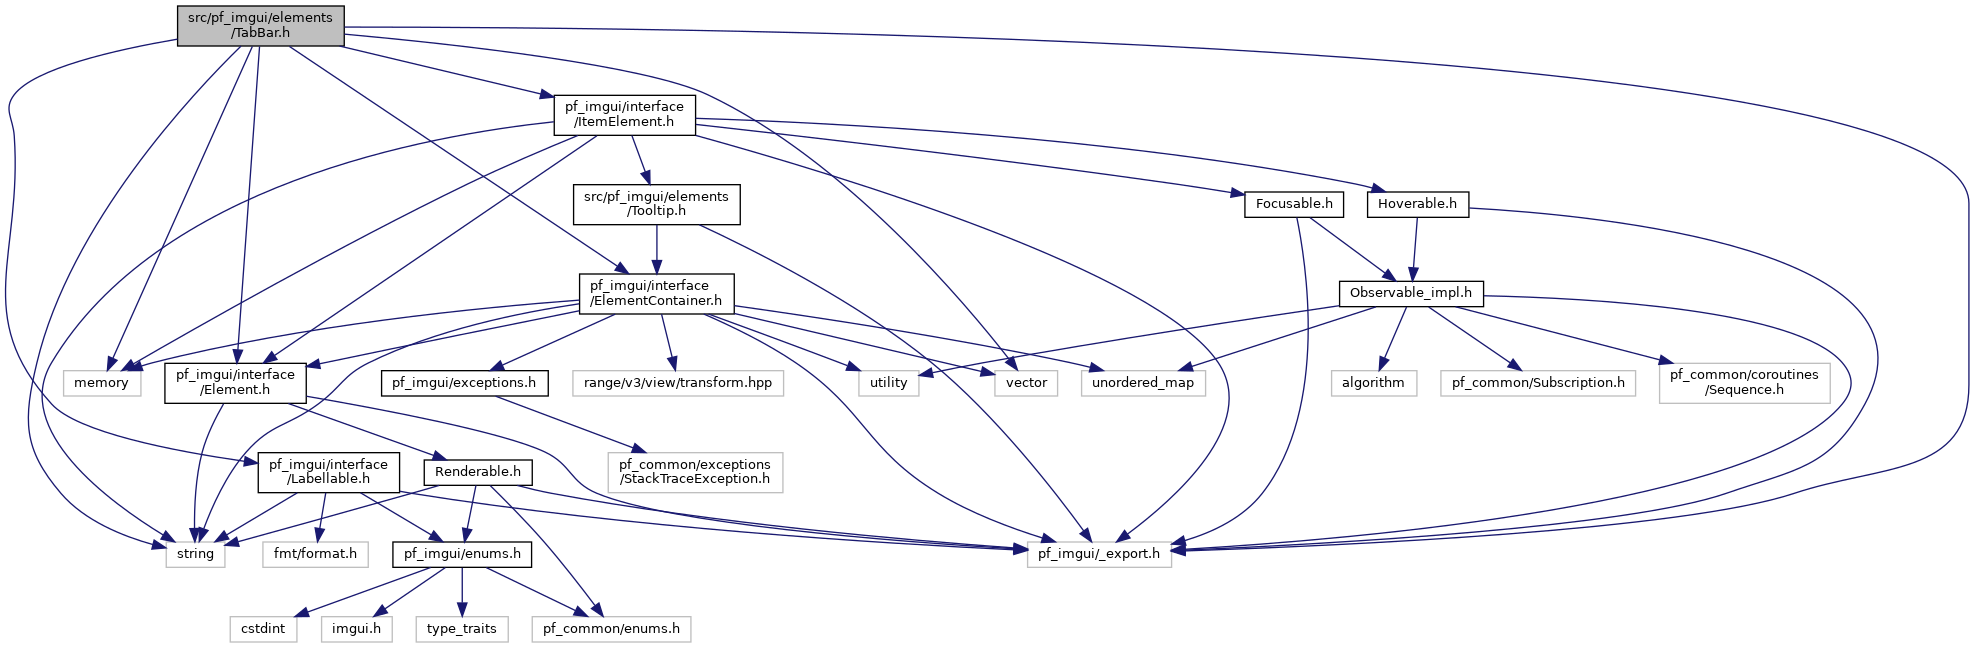 src/pf_imgui/elements
/TabBar.h
pf_imgui/interface
/ItemElement.h
src/pf_imgui/elements
/Tooltip.h
Focusable.h
Hoverable.h
pf_imgui/interface
/ElementContainer.h
Observable_impl.h
memory
pf_imgui/interface
/Element.h
pf_imgui/exceptions.h
range/v3/view/transform.hpp
utility
vector
unordered_map
algorithm
pf_common/Subscription.h
pf_common/coroutines
/Sequence.h
pf_imgui/interface
/Labellable.h
Renderable.h
pf_common/exceptions
/StackTraceException.h
string
fmt/format.h
pf_imgui/enums.h
pf_imgui/_export.h
cstdint
imgui.h
type_traits
pf_common/enums.h